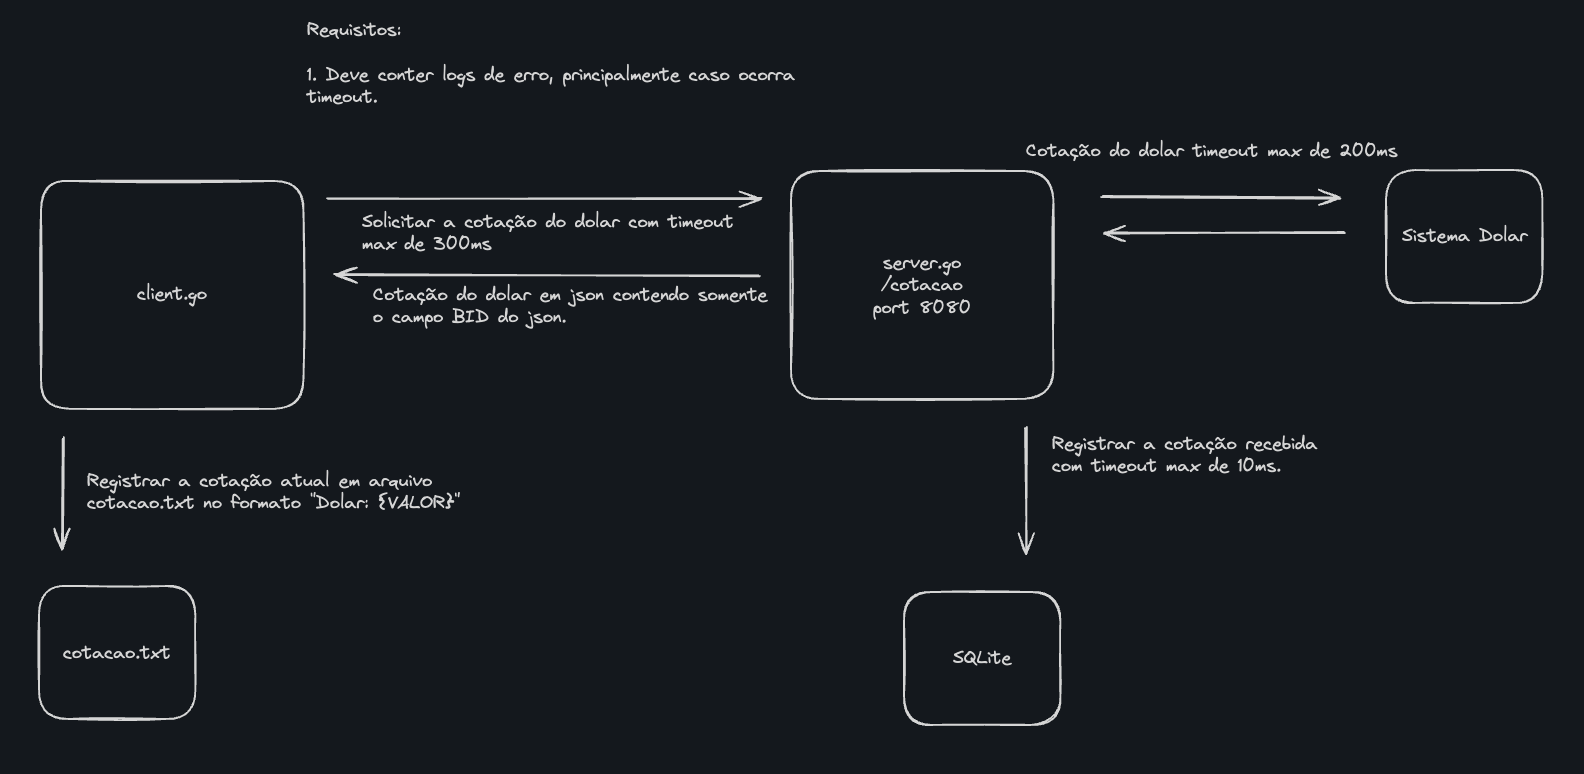 Requisitos:
1. Deve conter logs de erro, principalmente caso ocorra
timeout.
Cotação do dolar timeout max de 200ms
Solicitar a cotação do dolar com timeout
max de 300ms
Cotação do dolar em json contendo somente
o campo BID do json.
client.go
server.go
/cotacao
port 8080
Sistema Dolar
Registrar a cotação atual em arquivo
cotacao.txt no formato "Dolar: {VALOR}"
Registrar a cotação recebida
com timeout max de 10ms.
cotacao.txt
SQLite